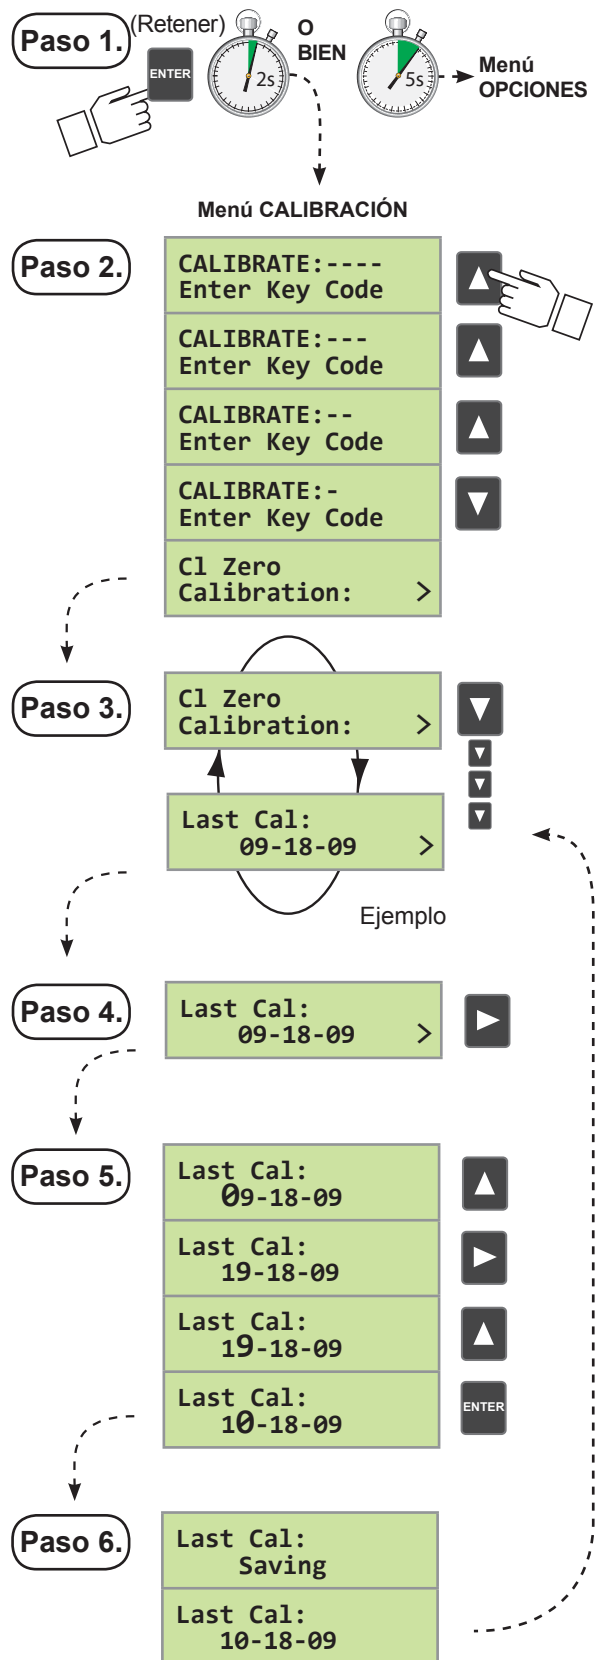 Paso 1.
(Retener)
ENTER
2s
O
BIEN
5s
Menú
OPCIONES
Menú CALIBRACIÓN
Paso 2.
CALIBRATE:----
Enter Key Code
CALIBRATE:---
Enter Key Code
CALIBRATE:--
Enter Key Code
CALIBRATE:-
Enter Key Code
Cl Zero
Calibration: >
Paso 3.
Cl Zero
Calibration: >
Last Cal:
09-18-09 >
Ejemplo
Paso 4.
Last Cal:
09-18-09 >
Paso 5.
Last Cal:
09-18-09
Last Cal:
19-18-09
Last Cal:
19-18-09
Last Cal:
10-18-09
ENTER
Paso 6.
Last Cal:
Saving
Last Cal:
10-18-09